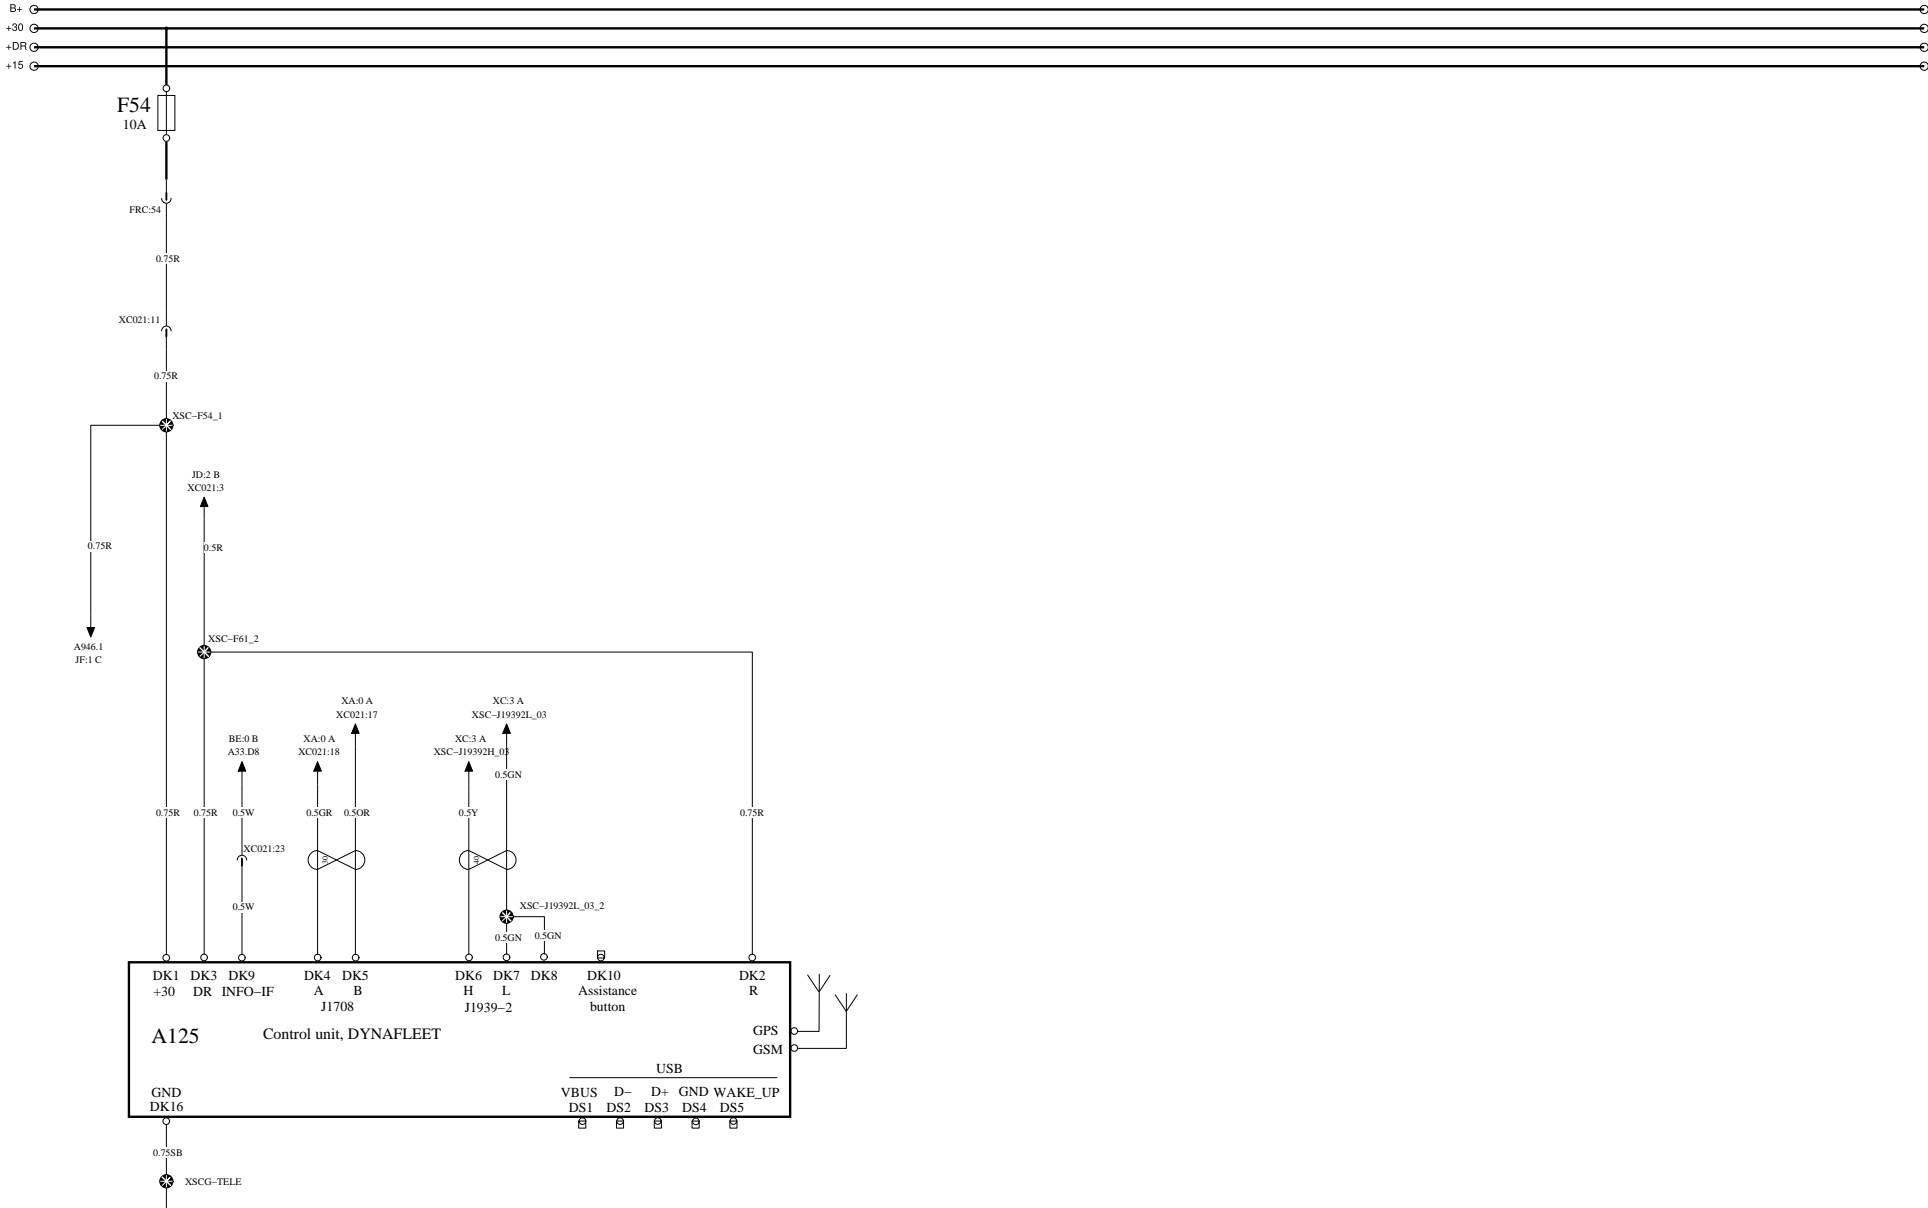 B+
+30
+DR
+15
F54
10A
FRC:54
0.75R
XC021:11
0.75R
XSC−F54_1
JD:2 B
XC021:3
0.75R
0.5R
XSC−F61_2
A946.1
JF:1 C
XA:0 A
XC021:17
XC:3 A
XSC−J19392L_03
BE:0 B
A33.D8
XA:0 A
XC021:18
XC:3 A
XSC−J19392H_03
0.5GN
0.75R
0.75R
0.5W
0.5GR
0.5OR
0.5Y
0.75R
XC021:23
30
40
0.5W
XSC−J19392L_03_2
0.5GN
0.5GN
DK1
+30
DK3
DR
DK9
INFO−IF
DK4
A
DK5
B
J1708
DK6
H
DK7
L
J1939−2
DK8
DK10
Assistance
button
DK2
R
A125
Control unit, DYNAFLEET
GPS
GSM
USB
GND
DK16
VBUS
DS1
D−
DS2
D+
DS3
GND
DS4
WAKE_UP
DS5
0.75SB
XSCG−TELE